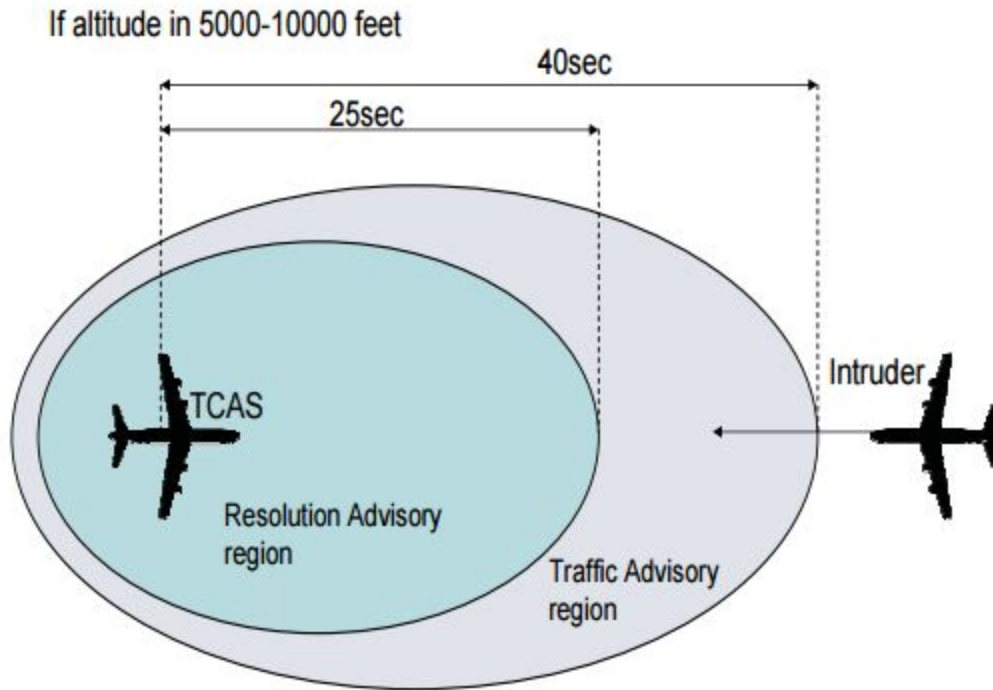 If altitude in 5000-10000 feet
40sec
25sec
Intruder
TCAS
Resolution Advisory
region
Traffic Advisory
region